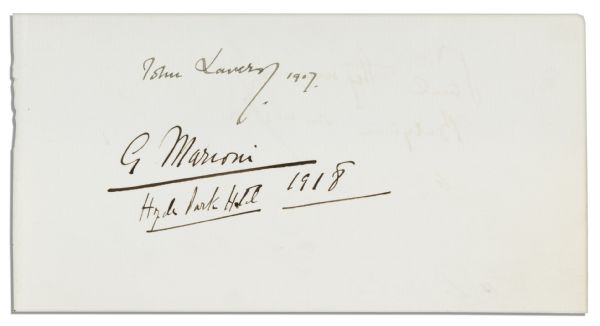 John Lavery 1907.
G Marconi
Hyde Park Hotel 1918